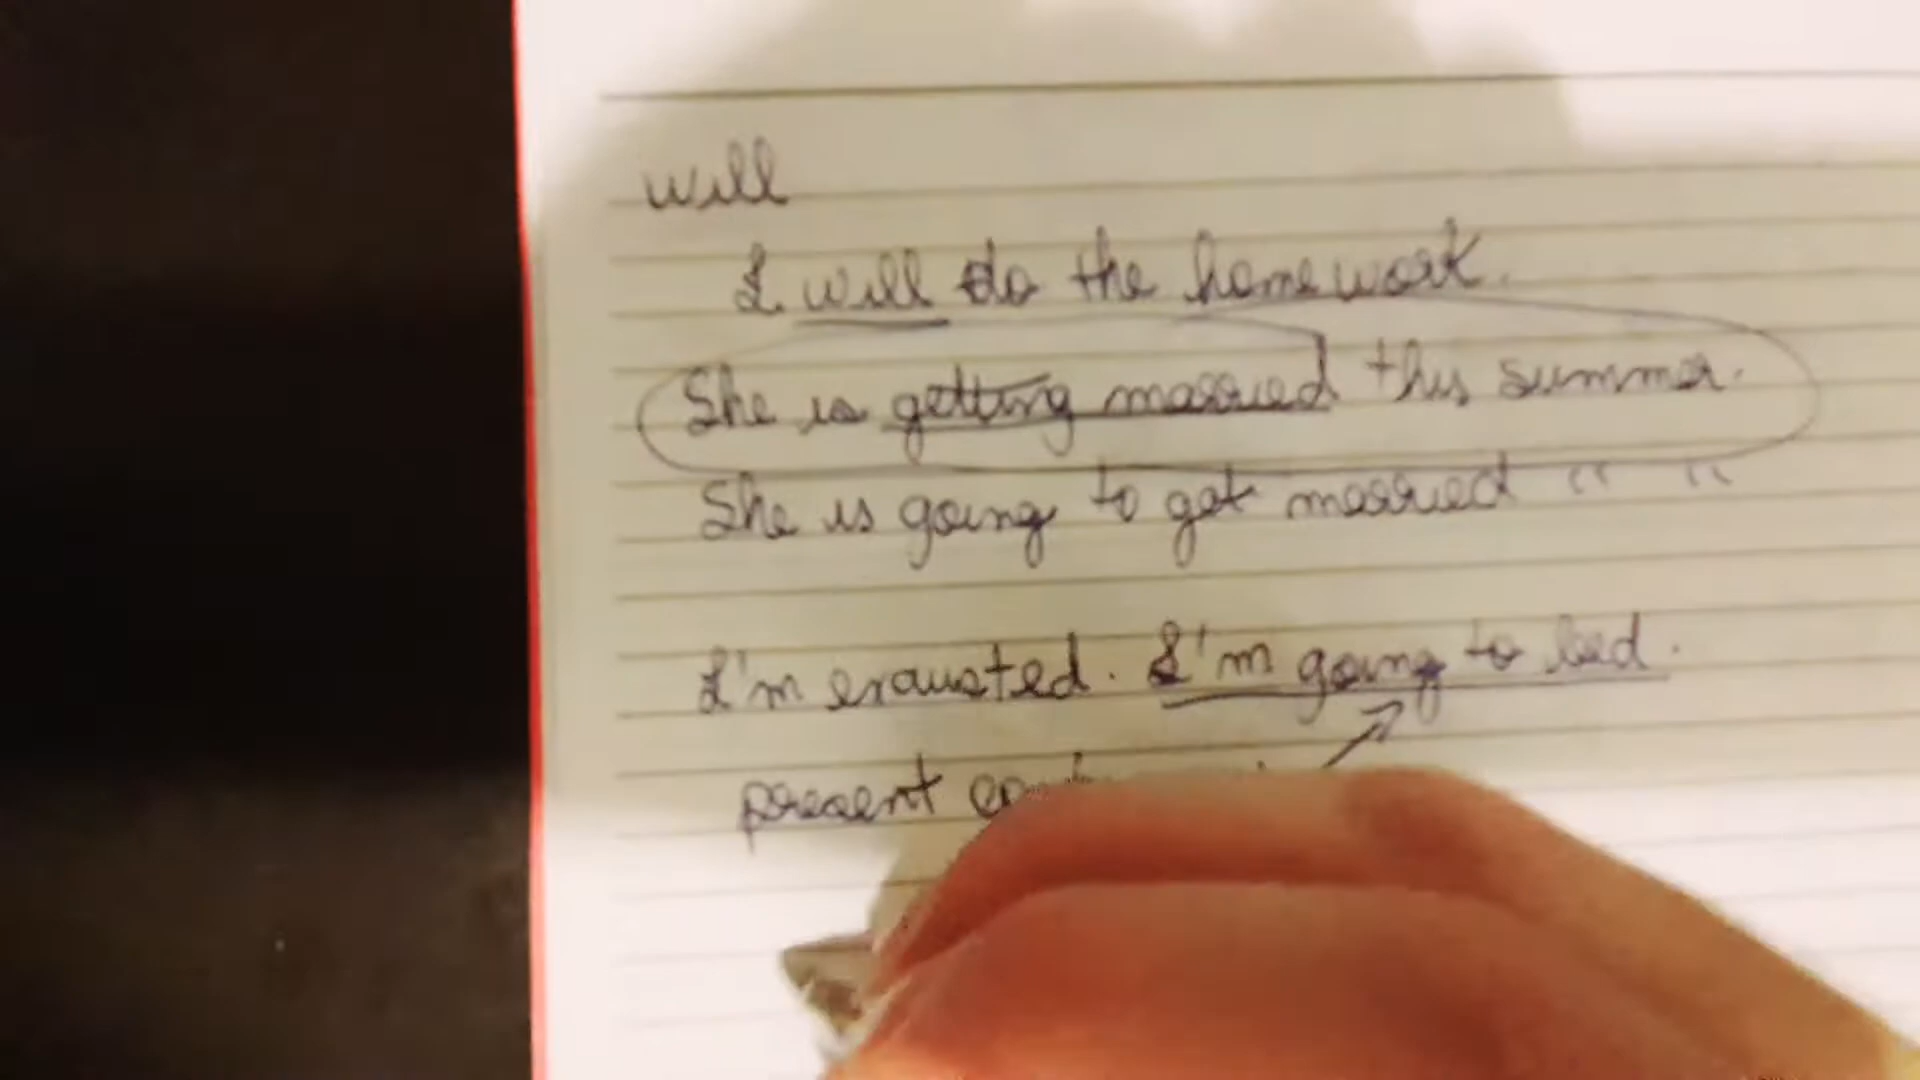 will
I will do the homework.
She is getting married this summer.
She is going to get married " "
I'm exausted. I'm going to bed.
present